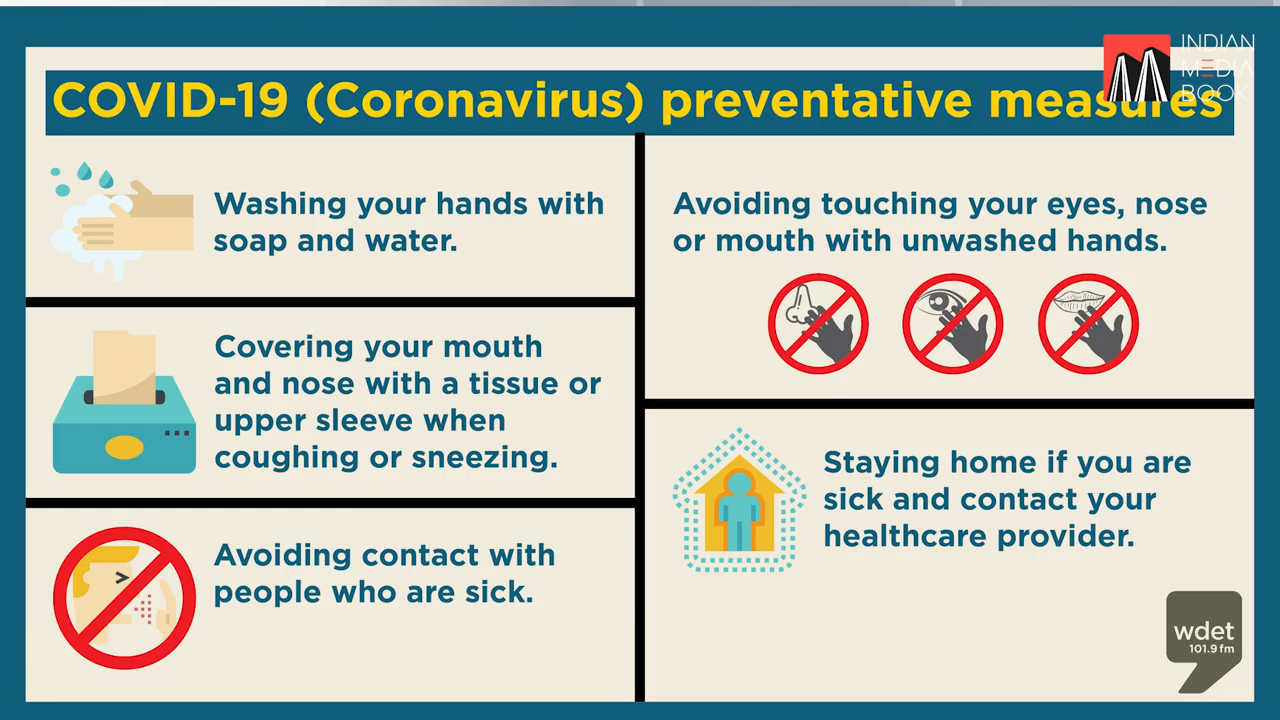 INDIAN
MEDIA
BOOK
COVID-19 (Coronavirus) preventative measures
Washing your hands with
soap and water.
Covering your mouth
and nose with a tissue or
upper sleeve when
coughing or sneezing.
Avoiding contact with
people who are sick.
Avoiding touching your eyes, nose
or mouth with unwashed hands.
Staying home if you are
sick and contact your
healthcare provider.
wdet
101.9 fm